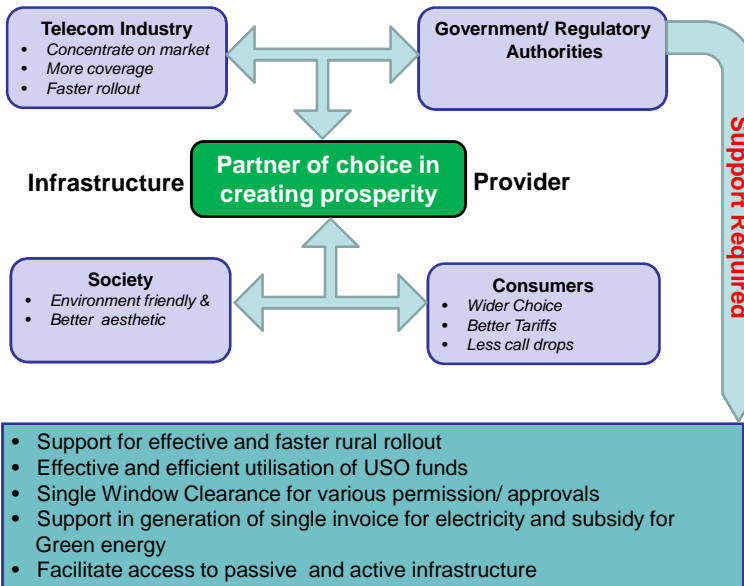 Telecom Industry
• Concentrate on market
• More coverage
• Faster rollout
Government/ Regulatory
Authorities
Support Required
Infrastructure
Partner of choice in
creating prosperity
Provider
Society
• Environment friendly &
• Better aesthetic
Consumers
• Wider Choice
• Better Tariffs
• Less call drops
• Support for effective and faster rural rollout
• Effective and efficient utilisation of USO funds
• Single Window Clearance for various permission/ approvals
• Support in generation of single invoice for electricity and subsidy for
Green energy
• Facilitate access to passive and active infrastructure